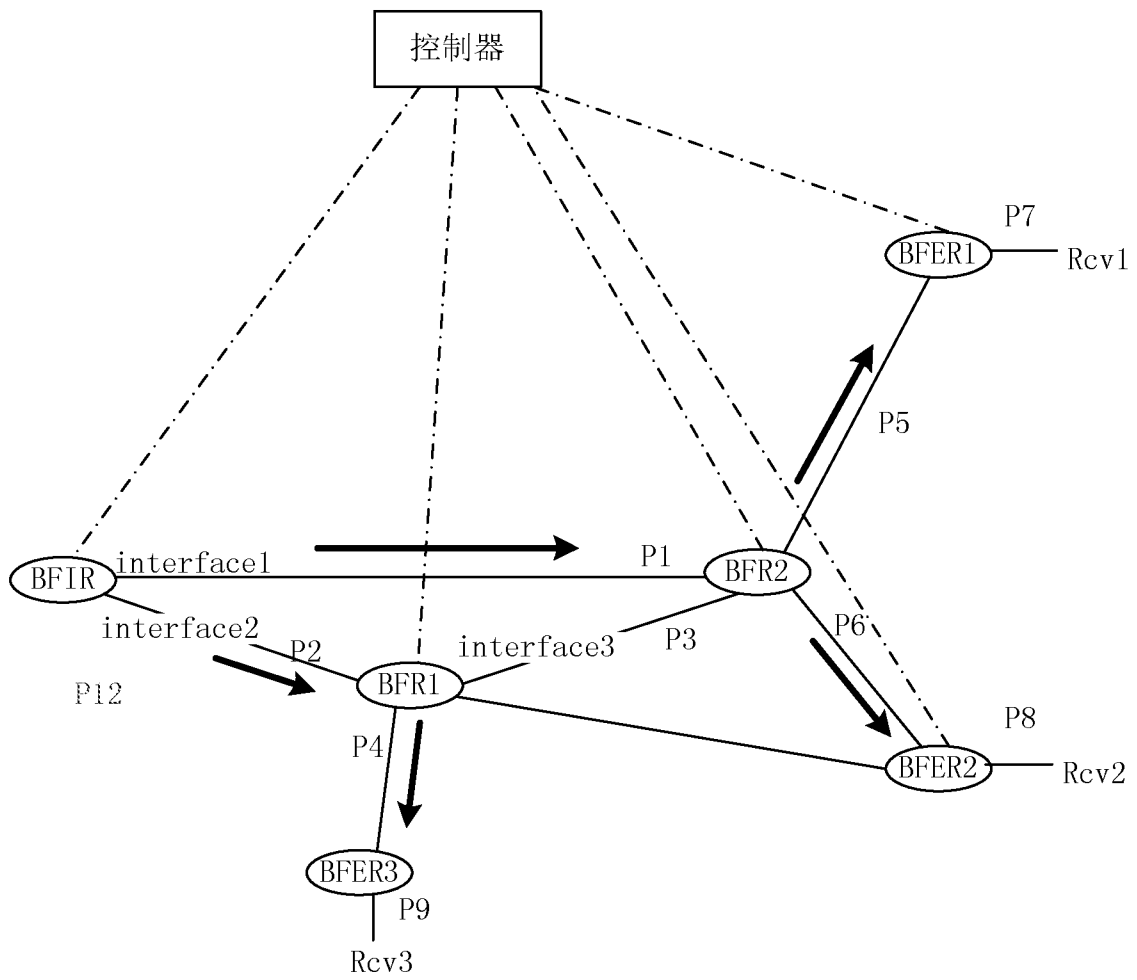 控制器
P7
BFER1
Rcv1
P5
interface1
P1
BFIR
BFR2
interface2
P2
interface3
P3
P6
P12
BFR1
P4
P8
BFER2
Rcv2
BFER3
P9
Rcv3